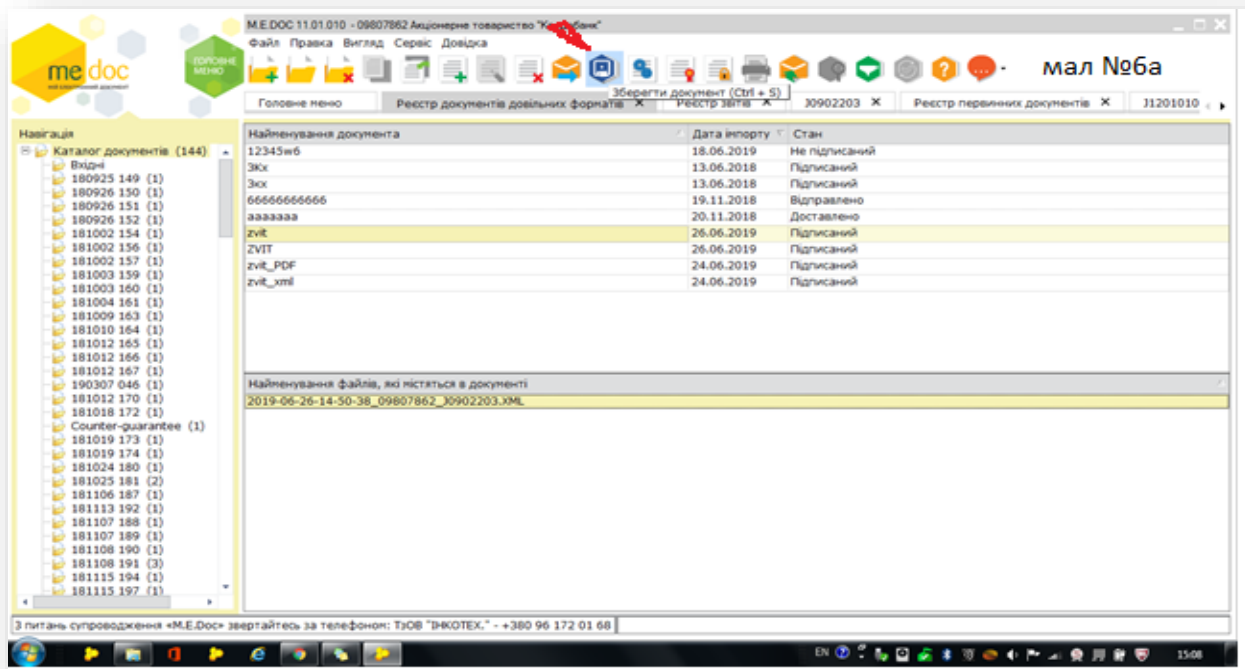 M.E.DOC 11.01.010 - 09807862 Акціонерне товариство
Файл Правка Вигляд Сервіс Довідка
me doc
ГОЛОВНЕ МЕНЮ
мал №6а
Зберегти документ (Ctrl + S)
Головне меню Реєстр документів довільних форматів Реєстр звітів J0902203 Реєстр первинних документів J1201010
Навігація
Каталог документів (144)
Вхідні
180925 149 (1)
180926 150 (1)
180926 151 (1)
180926 152 (1)
181002 154 (1)
181002 156 (1)
181002 157 (1)
181003 159 (1)
181003 160 (1)
181004 161 (1)
181009 163 (1)
181010 164 (1)
181012 165 (1)
181012 166 (1)
181012 167 (1)
190307 046 (1)
181012 170 (1)
181018 172 (1)
Counter-guarantee (1)
181019 173 (1)
181019 174 (1)
181024 180 (1)
181025 181 (2)
181106 187 (1)
181113 192 (1)
181107 188 (1)
181107 189 (1)
181108 190 (1)
181108 191 (3)
181115 194 (1)
181115 197 (1)
Найменування документа Дата імпорту Стан
12345w6 18.06.2019 Не підписаний
ЗКх 13.06.2018 Підписаний
Зкх 13.06.2018 Підписаний
66666666666 19.11.2018 Відправлено
aaaaaaa 20.11.2018 Доставлено
zvit 26.06.2019 Підписаний
ZVIT 26.06.2019 Підписаний
zvit_PDF 24.06.2019 Підписаний
zvit_xml 24.06.2019 Підписаний
Найменування файлів, які містяться в документі
2019-06-26-14-50-38_09807862_J0902203.XML
З питань супроводження «M.E.Doc» звертайтесь за телефоном: ТзОВ "ІНКОТЕХ." - +380 96 172 01 68
EN
15:08